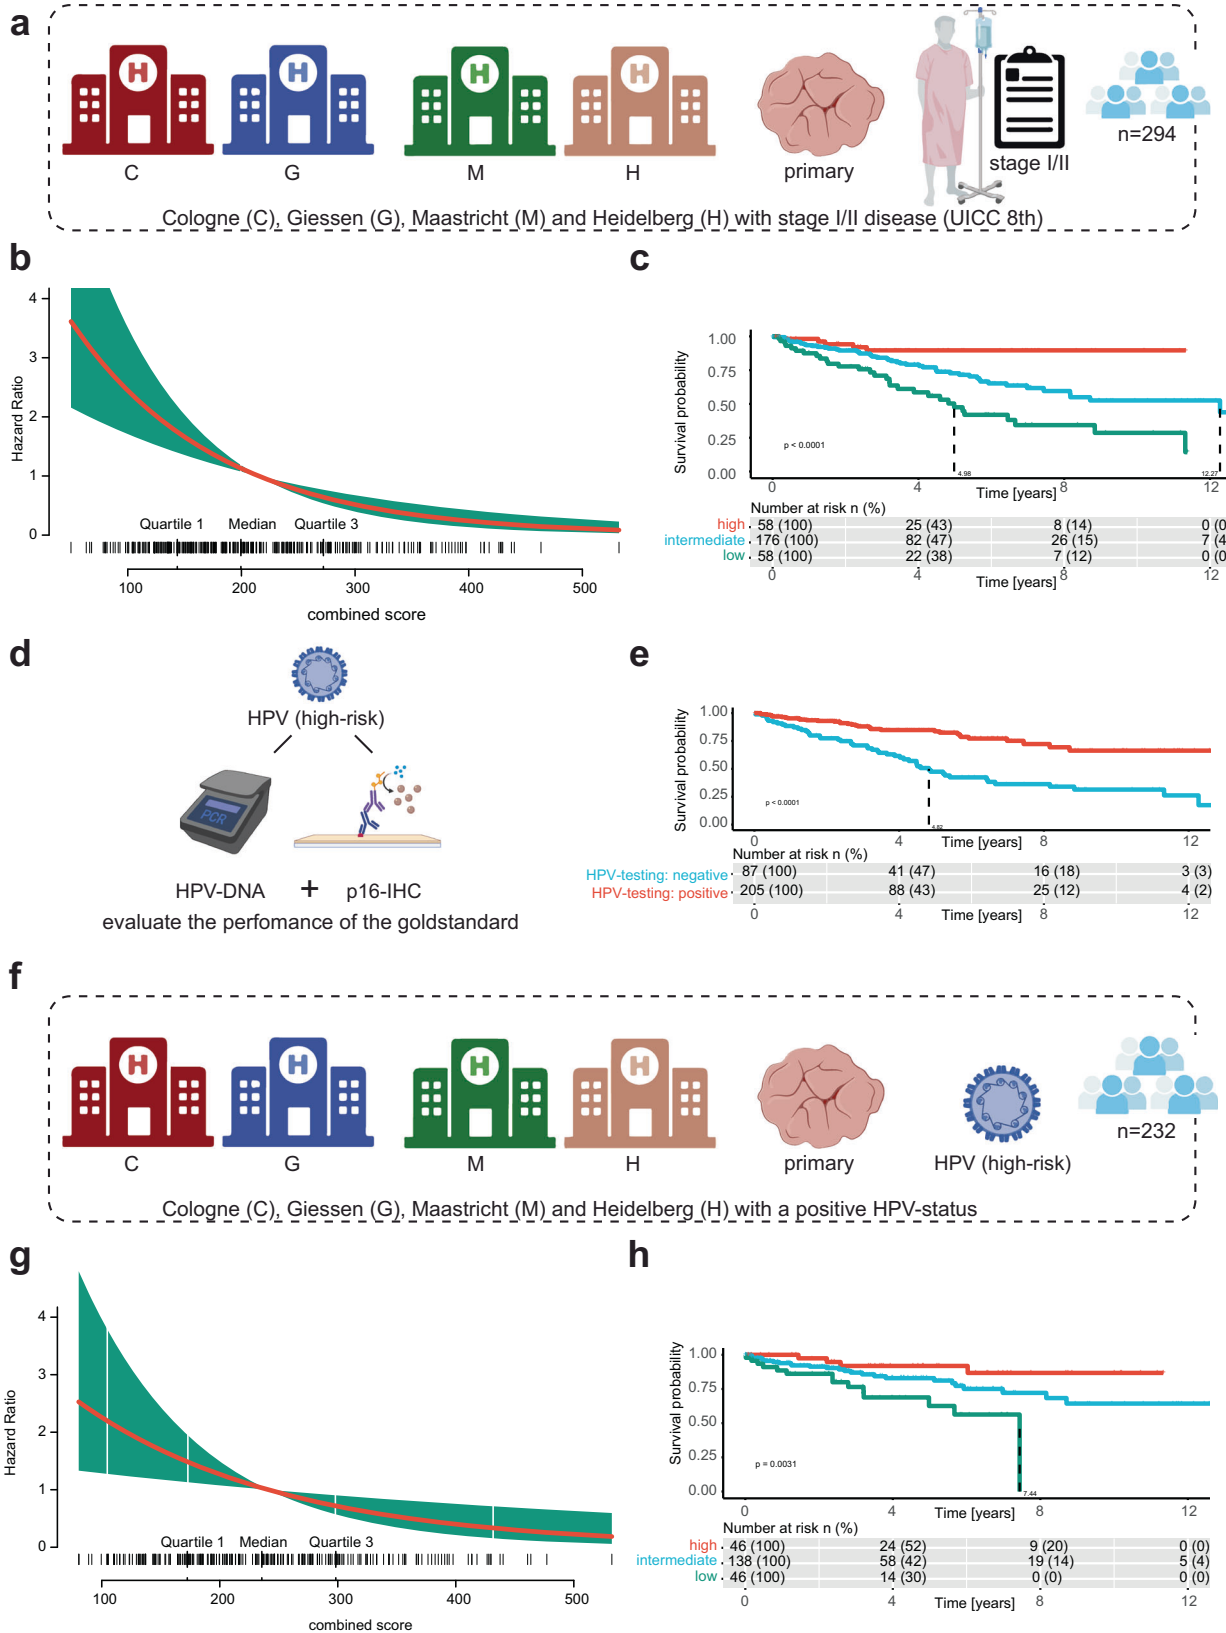 a
H H H H
C G M H
primary
stage I/II
n=294
Cologne (C), Giessen (G), Maastricht (M) and Heidelberg (H) with stage I/II disease (UICC 8th)
b
Hazard Ratio
4
3
2
1
0
Quartile 1 Median Quartile 3
100 200 300 400 500
combined score
c
Survival probability
1.00
0.75
0.50
0.25
0.00
p < 0.0001
4.98
12.27
0 4 8 12
Time [years]
Number at risk n (%)
high 58 (100) 25 (43) 8 (14) 0 (0
intermediate 176 (100) 82 (47) 26 (15) 7 (4
low 58 (100) 22 (38) 7 (12) 0 (0
0 4 8 12
Time [years]
d
HPV (high-risk)
PCR
HPV-DNA + p16-IHC
evaluate the perfomance of the goldstandard
e
Survival probability
1.00
0.75
0.50
0.25
0.00
p < 0.0001
4.82
0 4 8 12
Time [years]
Number at risk n (%)
HPV-testing: negative 87 (100) 41 (47) 16 (18) 3 (3)
HPV-testing: positive 205 (100) 88 (43) 25 (12) 4 (2)
0 4 8 12
Time [years]
f
H H H H
C G M H
primary
HPV (high-risk)
n=232
Cologne (C), Giessen (G), Maastricht (M) and Heidelberg (H) with a positive HPV-status
g
Hazard Ratio
4
3
2
1
0
Quartile 1 Median Quartile 3
100 200 300 400 500
combined score
h
Survival probability
1.00
0.75
0.50
0.25
0.00
p = 0.0031
7.44
0 4 8 12
Time [years]
Number at risk n (%)
high 46 (100) 24 (52) 9 (20) 0 (0)
intermediate 138 (100) 58 (42) 19 (14) 5 (4)
low 46 (100) 14 (30) 0 (0) 0 (0)
0 4 8 12
Time [years]